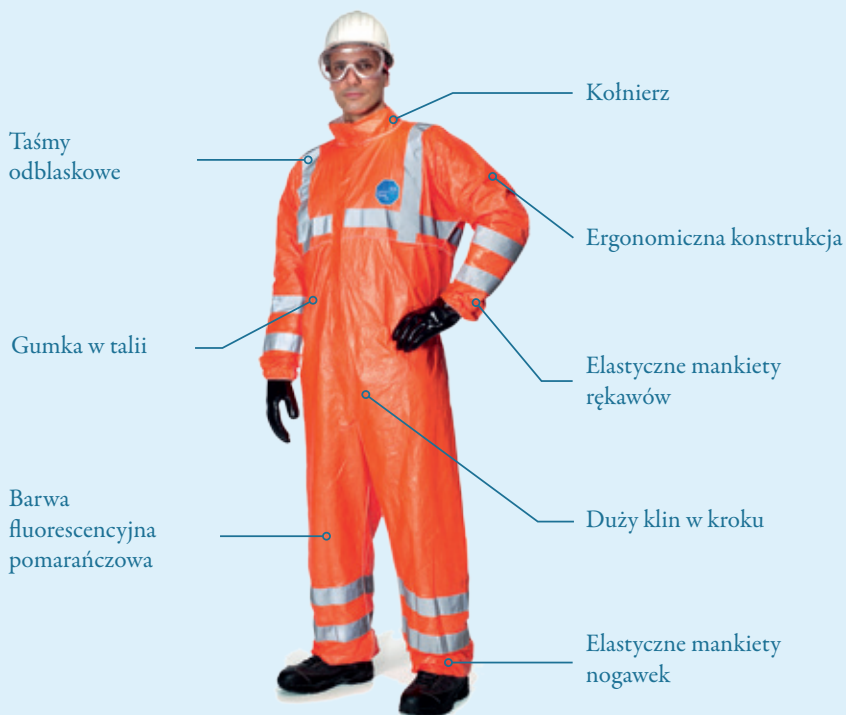 Kołnierz
Taśmy
odblaskowe
Ergonomiczna konstrukcja
Gumka w talii
Elastyczne mankiety
rękawów
Barwa
fluorescencyjna
pomarańczowa
Duży klin w kroku
Elastyczne mankiety
nogawek